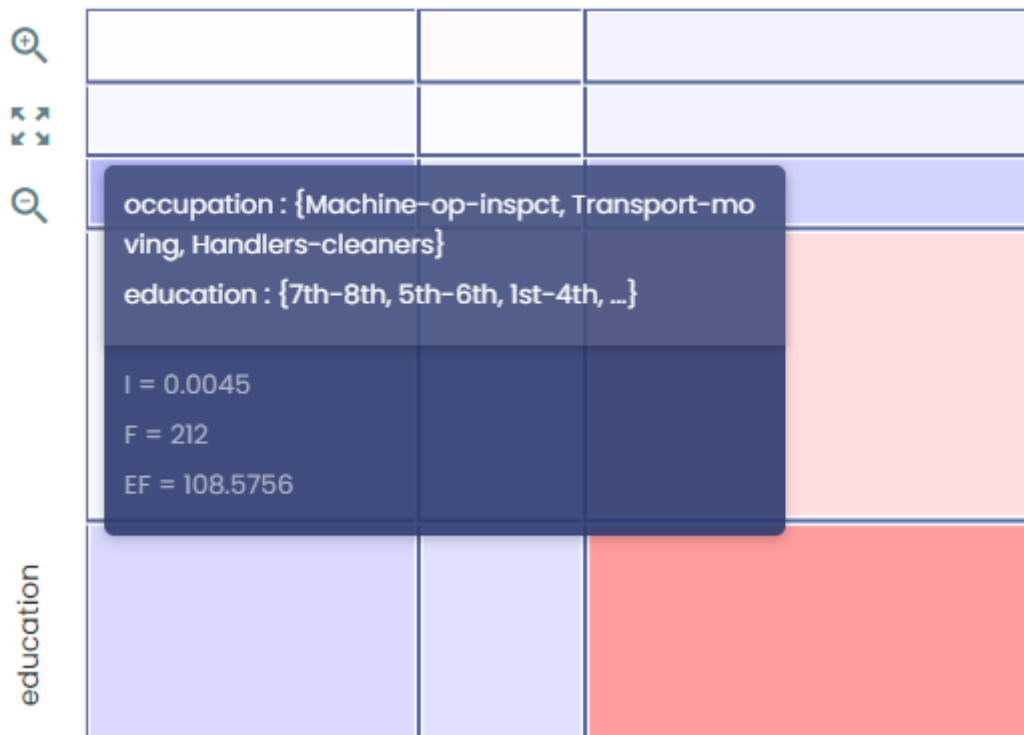 occupation : {Machine-op-inspct, Transport-mo
ving, Handlers-cleaners}
education : {7th-8th, 5th-6th, 1st-4th, ...}
I = 0.0045
F = 212
EF = 108.5756
education